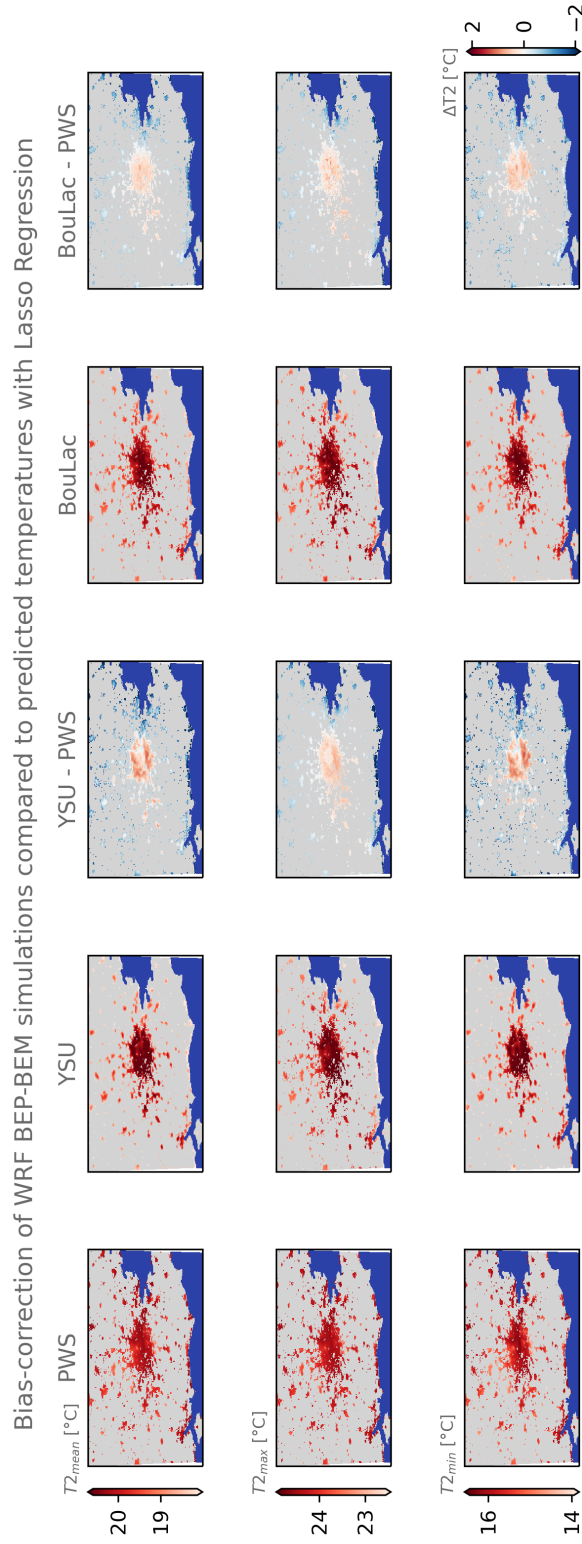 Bias-correction of WRF BEP-BEM simulations compared to predicted temperatures with Lasso Regression
PWS
YSU
YSU - PWS
BouLac
BouLac - PWS
T2mean [°C]
20
19
T2max [°C]
24
23
T2min [°C]
16
14
ΔT2 [°C]
2
0
−2